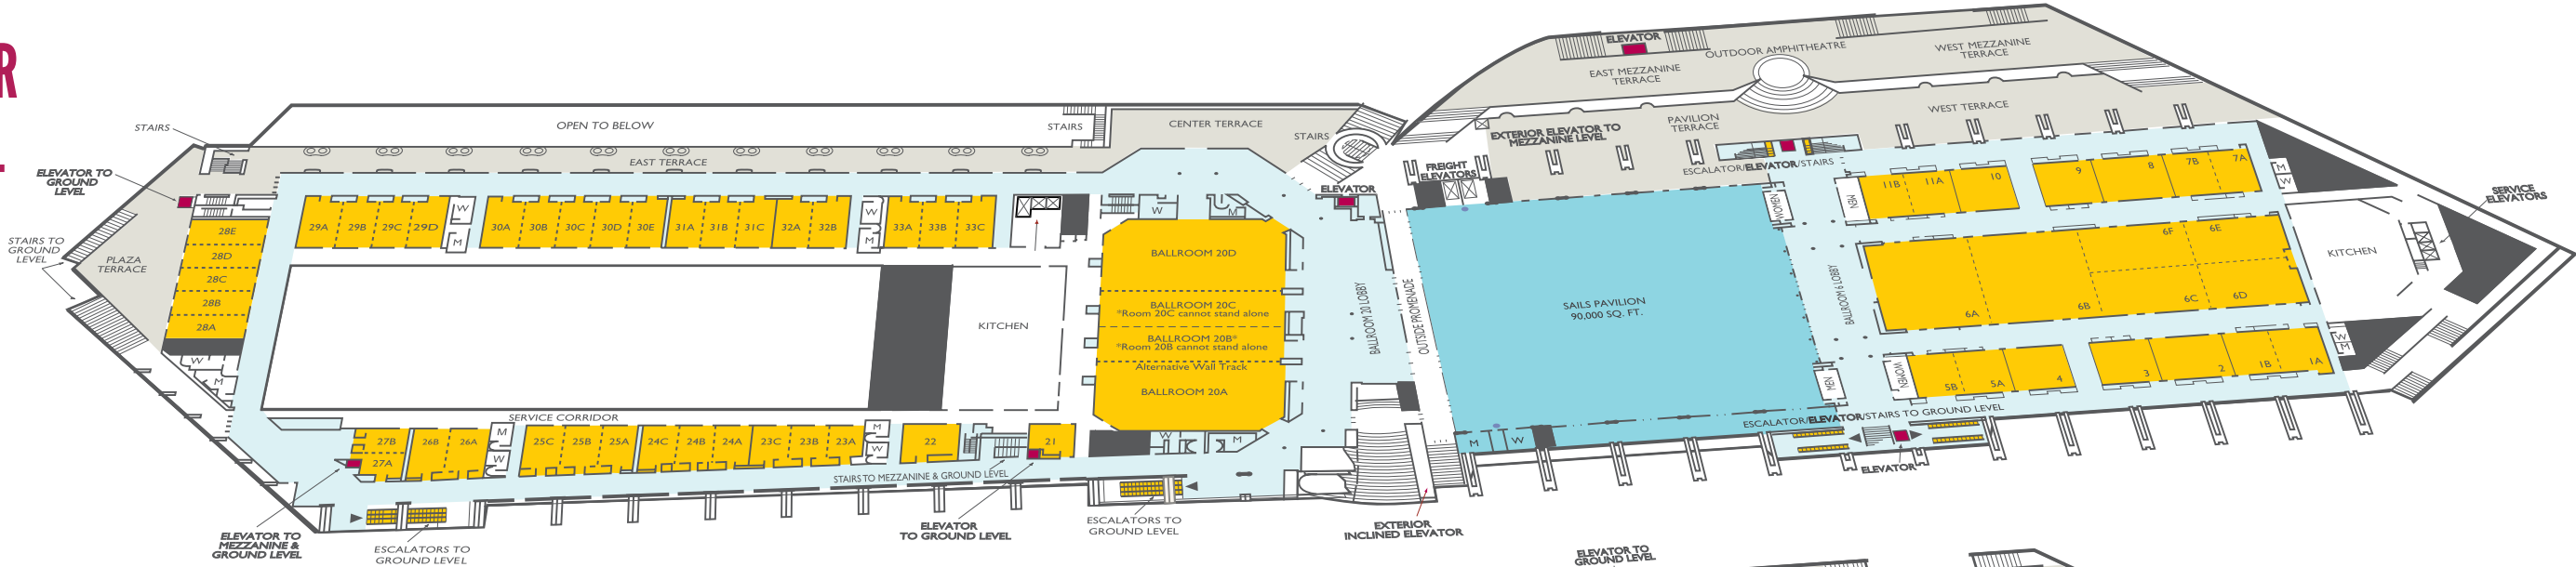 R
L
STAIRS
ELEVATOR TO
GROUND
LEVEL
STAIRS TO
GROUND
LEVEL
PLAZA
TERRACE
OPEN TO BELOW
EAST TERRACE
STAIRS
CENTER TERRACE
STAIRS
ELEVATOR
28E
28D
28C
28B
28A
W
M
29A
29B
29C
29D
W
M
30A
30B
30C
30D
30E
31A
31B
31C
32A
32B
W
M
33A
33B
33C
W
M
KITCHEN
BALLROOM 20D
BALLROOM 20C
*Room 20C cannot stand alone
BALLROOM 20B*
*Room 20B cannot stand alone
Alternative Wall Track
BALLROOM 20A
BALLROOM 20 LOBBY
OUTSIDE PROMENADE
SERVICE CORRIDOR
27B
27A
26B
26A
M
W
25C
25B
25A
24C
24B
24A
23C
23B
23A
M
W
22
21
W
M
STAIRS TO MEZZANINE & GROUND LEVEL
ELEVATOR TO
MEZZANINE &
GROUND LEVEL
ESCALATORS TO
GROUND LEVEL
ELEVATOR
TO GROUND LEVEL
ESCALATORS TO
GROUND LEVEL
EXTERIOR
INCLINED ELEVATOR
ELEVATOR
EAST MEZZANINE
TERRACE
OUTDOOR AMPHITHEATRE
WEST MEZZANINE
TERRACE
WEST TERRACE
PAVILION
TERRACE
EXTERIOR ELEVATOR TO
MEZZANINE LEVEL
FREIGHT
ELEVATORS
ESCALATOR/ELEVATOR/STAIRS
SAILS PAVILION
90,000 SQ. FT.
WOMEN
MEN
BALLROOM 6 LOBBY
MEN
WOMEN
11B
11A
10
9
8
7B
7A
6A
6B
6F
6E
6C
6D
5B
5A
4
3
2
1B
1A
M
W
KITCHEN
SERVICE
ELEVATORS
W
M
M
W
ESCALATOR/ELEVATOR/STAIRS TO GROUND LEVEL
ELEVATOR
ELEVATOR TO
GROUND LEVEL